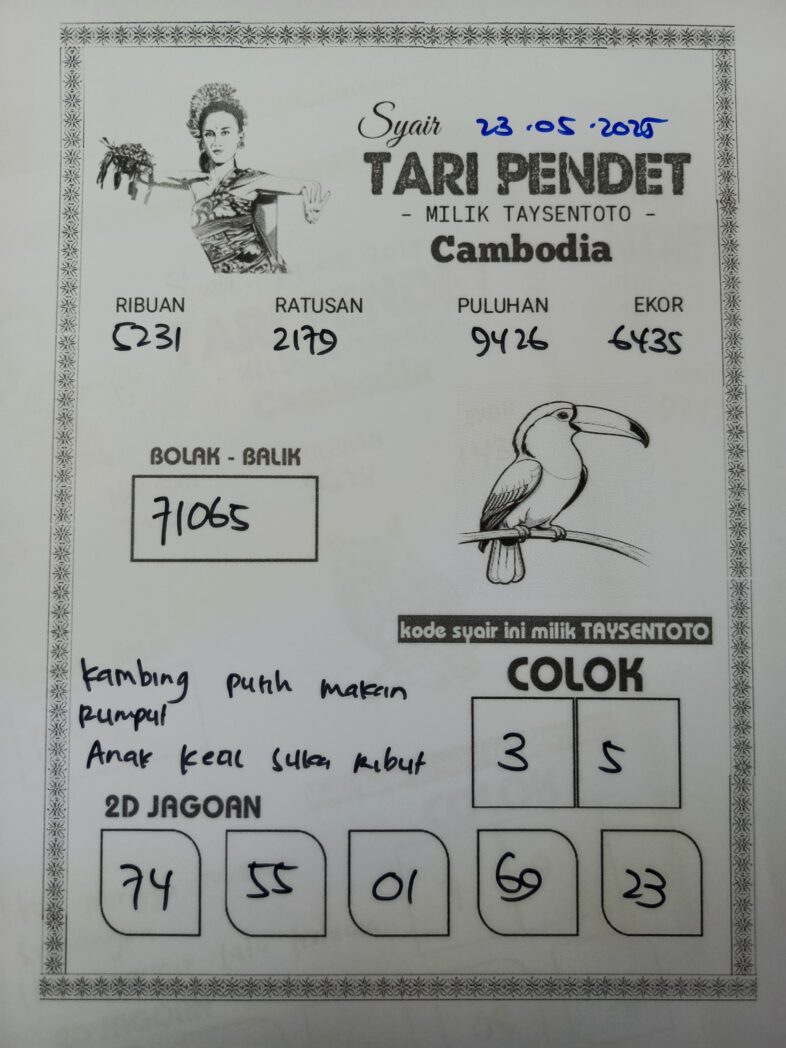 Syair 23.05.2025
TARI PENDET
- MILIK TAYSENTOTO -
Cambodia
RIBUAN RATUSAN PULUHAN EKOR
5231 2179 9426 6435
BOLAK - BALIK
71065
kode syair ini milik TAYSENTOTO
COLOK
3 5
Kambing putih makan
Rumput
Anak kecil suka Ribut
2D JAGOAN
74 55 01 69 23